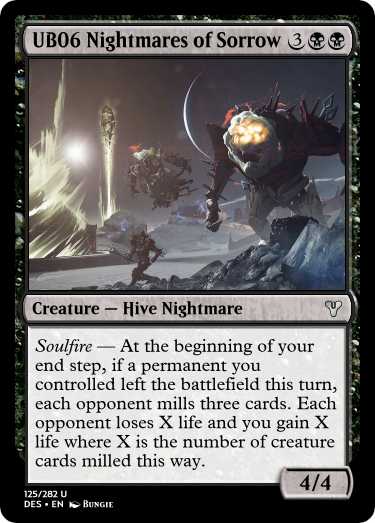 UB06 Nightmares of Sorrow 3
Creature — Hive Nightmare
Soulfire — At the beginning of your
end step, if a permanent you
controlled left the battlefield this turn,
each opponent mills three cards. Each
opponent loses X life and you gain X
life where X is the number of creature
cards milled this way.
4/4
125/282 U
DES • EN Bungie